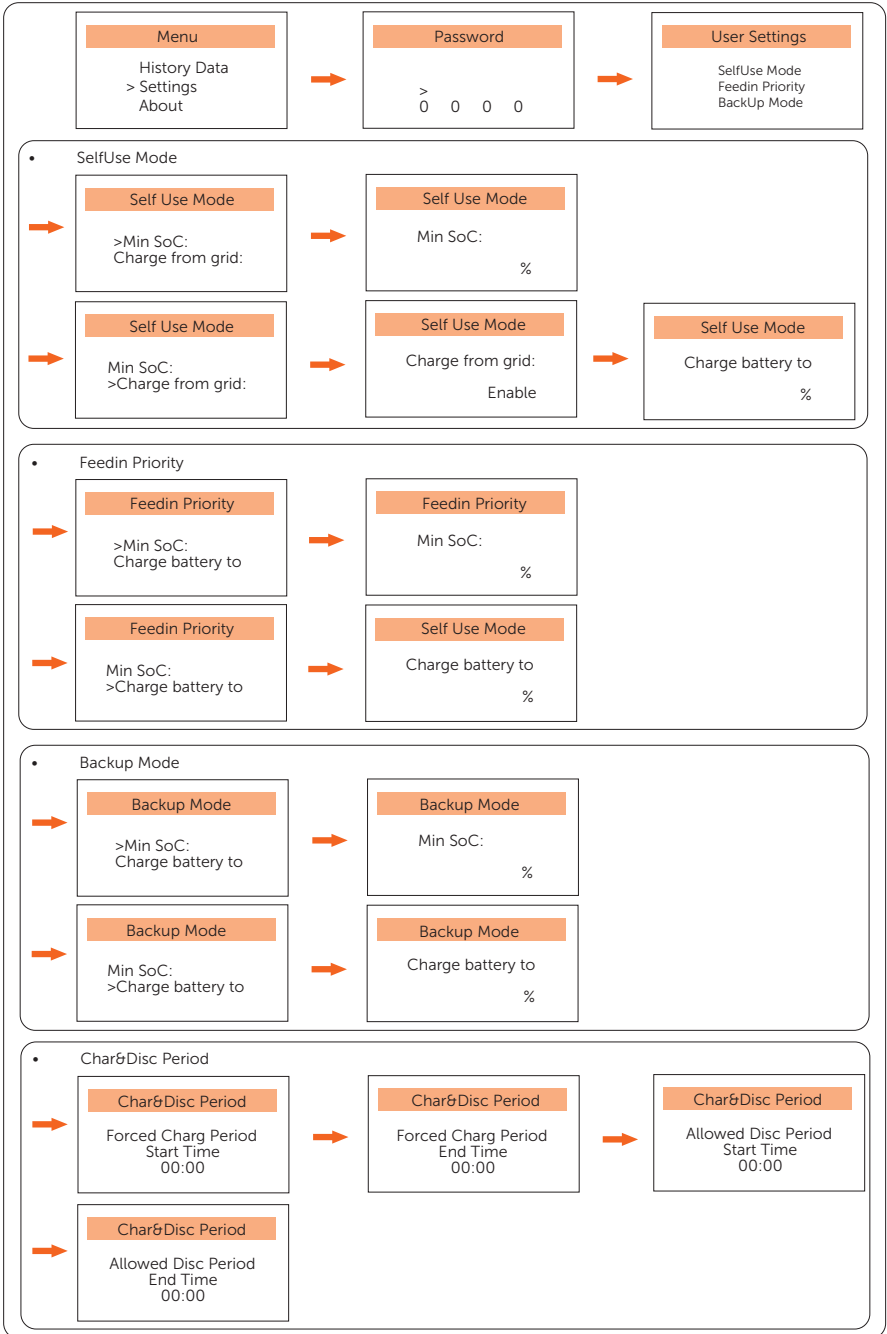 Menu
History Data
> Settings
About
Password
>
0 0 0 0
User Settings
SelfUse Mode
Feedin Priority
BackUp Mode
• SelfUse Mode
Self Use Mode
>Min SoC:
Charge from grid:
Self Use Mode
Min SoC:
%
Self Use Mode
Min SoC:
>Charge from grid:
Self Use Mode
Charge from grid:
Enable
Self Use Mode
Charge battery to
%
• Feedin Priority
Feedin Priority
>Min SoC:
Charge battery to
Feedin Priority
Min SoC:
%
Feedin Priority
Min SoC:
>Charge battery to
Self Use Mode
Charge battery to
%
• Backup Mode
Backup Mode
>Min SoC:
Charge battery to
Backup Mode
Min SoC:
%
Backup Mode
Min SoC:
>Charge battery to
Backup Mode
Charge battery to
%
• Char&Disc Period
Char&Disc Period
Forced Charg Period
Start Time
00:00
Char&Disc Period
Forced Charg Period
End Time
00:00
Char&Disc Period
Allowed Disc Period
Start Time
00:00
Char&Disc Period
Allowed Disc Period
End Time
00:00